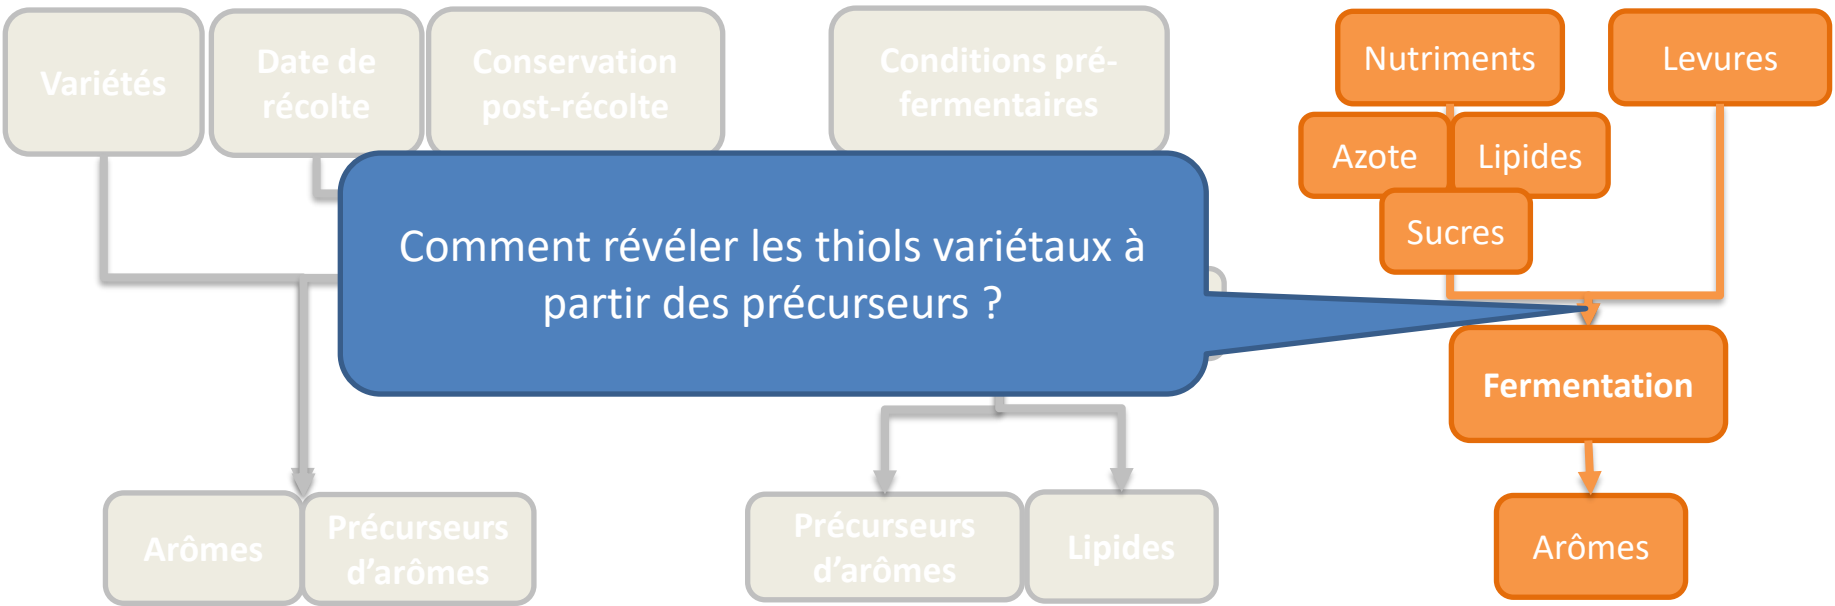 Variétés
Date de
récolte
Conservation
post-récolte
Conditions pré-
fermentaires
Nutriments
Levures
Azote
Lipides
Sucres
Comment révéler les thiols variétaux à
partir des précurseurs ?
Fermentation
Arômes
Précurseurs
d’arômes
Précurseurs
d’arômes
Lipides
Arômes